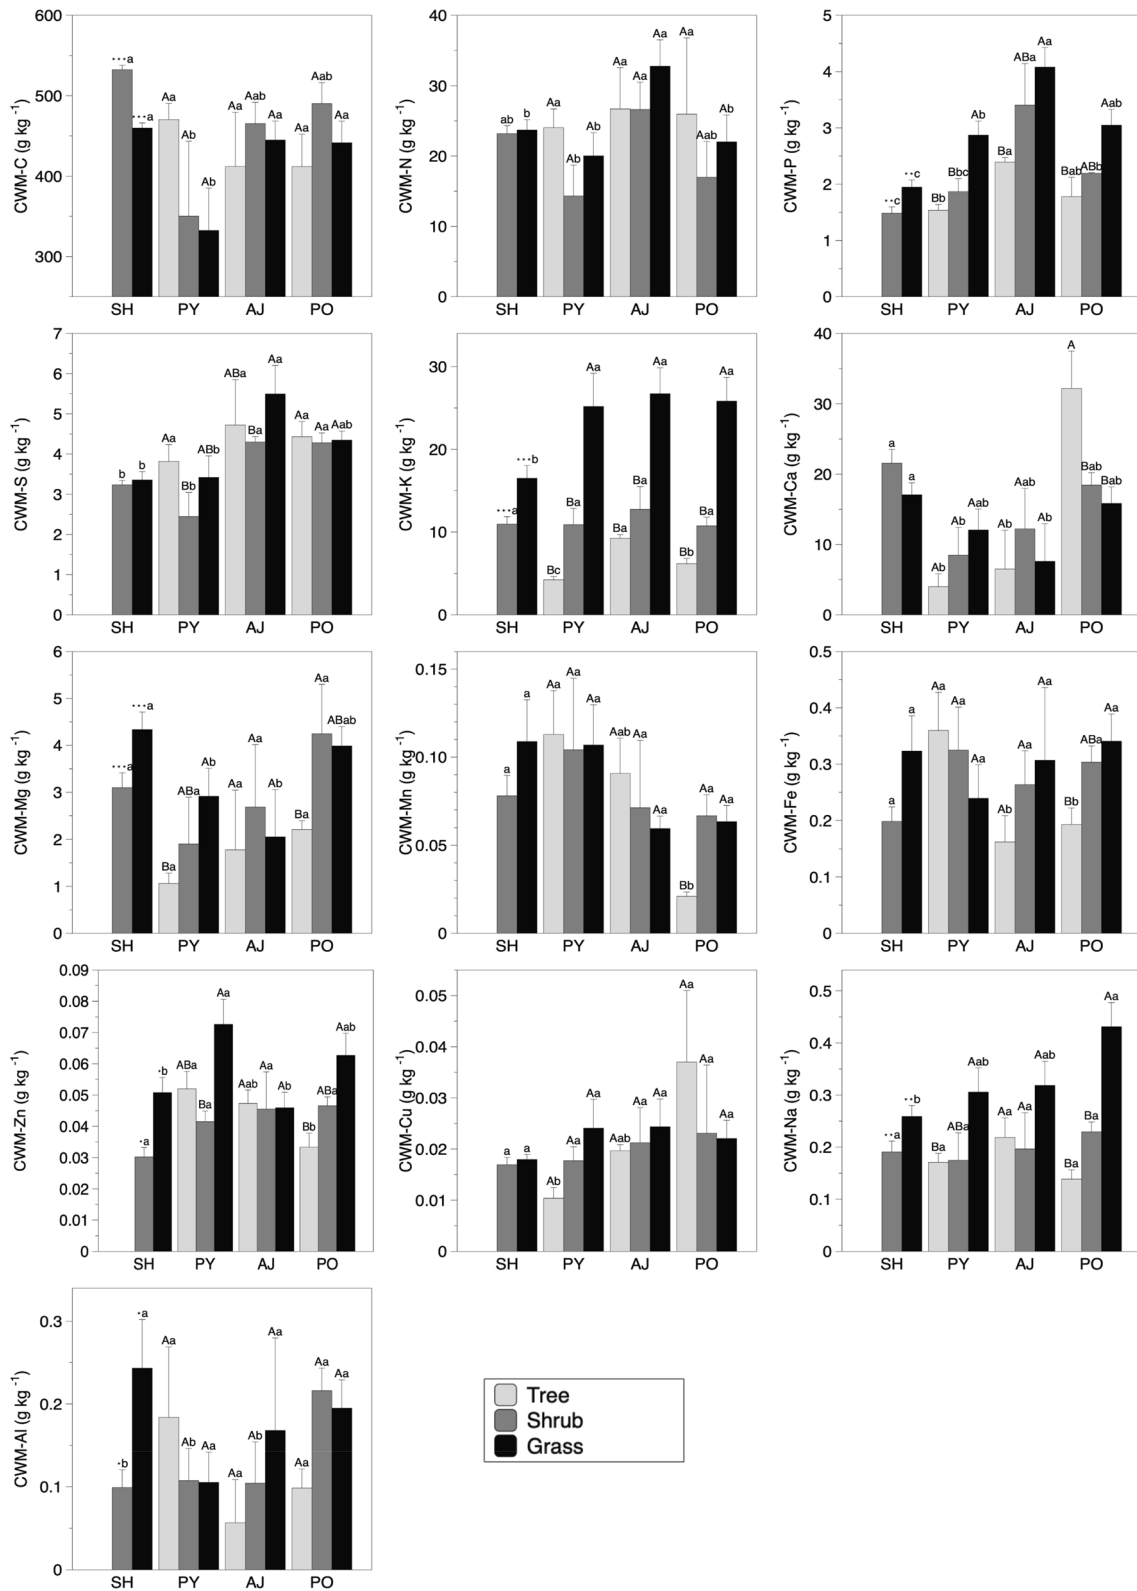 CWM-C (g kg -1)
600
500
400
300
***a
***a
Aa
Ab
Ab
Aa
Aab
Aa
Aa
Aab
Aa
SH PY AJ PO
CWM-N (g kg -1)
40
30
20
10
0
ab
b
Aa
Ab
Ab
Aa
Aa
Aa
Aa
Aab
Ab
SH PY AJ PO
CWM-P (g kg -1)
5
4
3
2
1
0
**c
**c
Bb
Bbc
Ab
Ba
ABa
Aa
Bab
ABb
Aab
SH PY AJ PO
CWM-S (g kg -1)
7
6
5
4
3
2
1
0
b
b
Aa
Bb
ABb
ABa
Ba
Aa
Aa
Aa
Aab
SH PY AJ PO
CWM-K (g kg -1)
30
20
10
0
***a
***b
Bc
Ba
Aa
Ba
Ba
Aa
Bb
Ba
Aa
SH PY AJ PO
CWM-Ca (g kg -1)
40
30
20
10
0
a
a
Ab
Ab
Aab
Ab
Aab
Ab
A
Bab
Ab
SH PY AJ PO
CWM-Mg (g kg -1)
6
5
4
3
2
1
0
***a
***a
Ba
ABa
Ab
Aa
Aa
Ab
Ba
Aa
ABab
SH PY AJ PO
CWM-Mn (g kg -1)
0.15
0.10
0.05
0
a
a
Aa
Aa
Aa
Aab
Aa
Aa
Bb
Aa
Aa
SH PY AJ PO
CWM-Fe (g kg -1)
0.5
0.4
0.3
0.2
0.1
0
a
a
Aa
Aa
Aa
Ab
Aa
Aa
Bb
ABa
Aa
SH PY AJ PO
CWM-Zn (g kg -1)
0.09
0.08
0.07
0.06
0.05
0.04
0.03
0.02
0.01
0
*a
*b
ABa
Ba
Aa
Aab
Aa
Ab
Bb
ABa
Aab
SH PY AJ PO
CWM-Cu (g kg -1)
0.05
0.04
0.03
0.02
0.01
0
a
a
Ab
Aa
Aa
Aab
Aa
Aa
Aa
Aa
Aa
SH PY AJ PO
CWM-Na (g kg -1)
0.5
0.4
0.3
0.2
0.1
0
**a
**b
Ba
ABa
Aab
Aa
Aa
Aab
Ba
Ba
Aa
SH PY AJ PO
CWM-Al (g kg -1)
0.3
0.2
0.1
0
*b
*a
Aa
Ab
Aa
Aa
Ab
Aa
Aa
Aa
Aa
SH PY AJ PO
Tree
Shrub
Grass